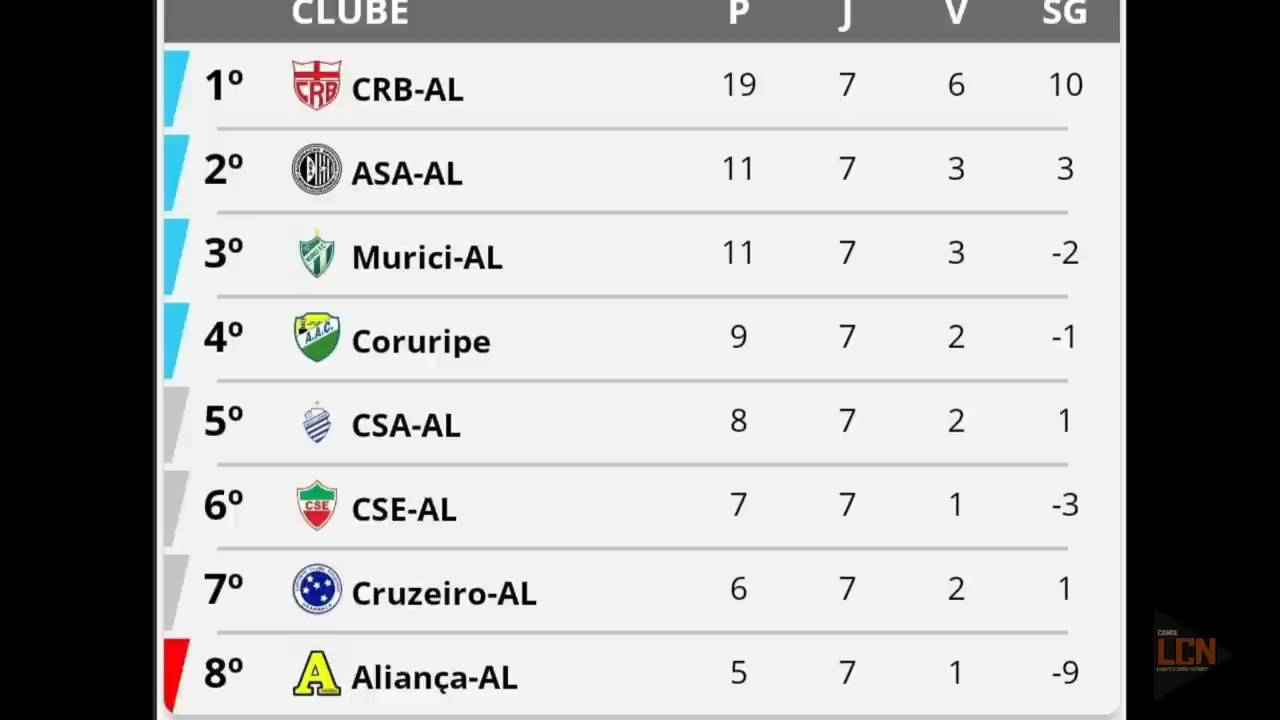 CLUBE P J V SG
1º CRB CRB-AL 19 7 6 10
2º ASA-AL 11 7 3 3
3º Murici-AL 11 7 3 -2
4º A.A.C. Coruripe 9 7 2 -1
5º CSA-AL 8 7 2 1
6º CSE CSE-AL 7 7 1 -3
7º Cruzeiro-AL 6 7 2 1
8º A Aliança-AL 5 7 1 -9
CANAL
LCN